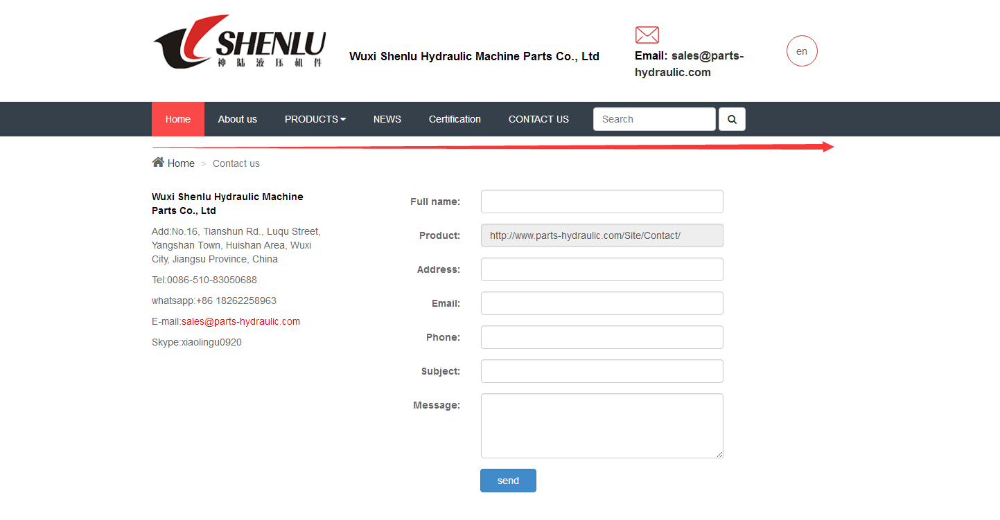 SHENLU
神陆液压机件
Wuxi Shenlu Hydraulic Machine Parts Co., Ltd
Email: sales@parts-
hydraulic.com
en
Home
About us
PRODUCTS
NEWS
Certification
CONTACT US
Search
Home > Contact us
Wuxi Shenlu Hydraulic Machine
Parts Co., Ltd
Add:No.16, Tianshun Rd., Luqu Street,
Yangshan Town, Huishan Area, Wuxi
City, Jiangsu Province, China
Tel:0086-510-83050688
whatsapp:+86 18262258963
E-mail:sales@parts-hydraulic.com
Skype:xiaolingu0920
Full name:
Product: http://www.parts-hydraulic.com/Site/Contact/
Address:
Email:
Phone:
Subject:
Message:
send